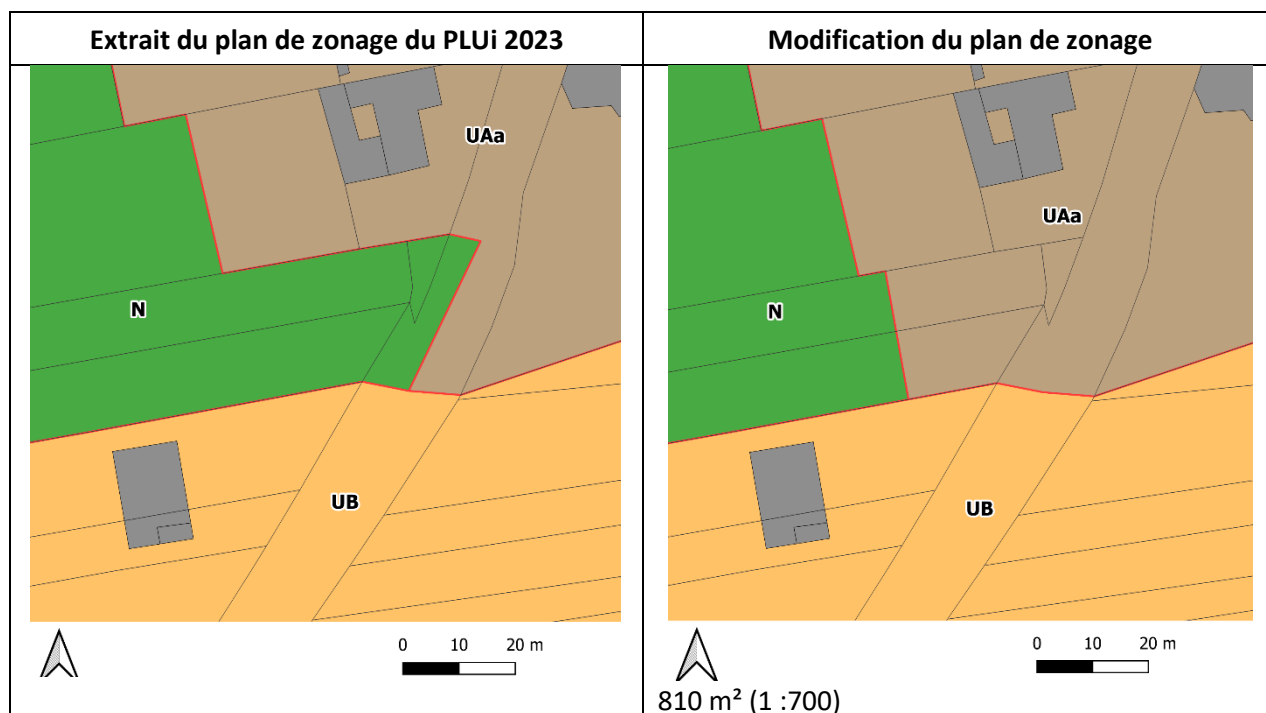 Extrait du plan de zonage du PLUi 2023
Modification du plan de zonage
UAa
N
UB
0 10 20 m
UAa
N
UB
0 10 20 m
810 m² (1 :700)